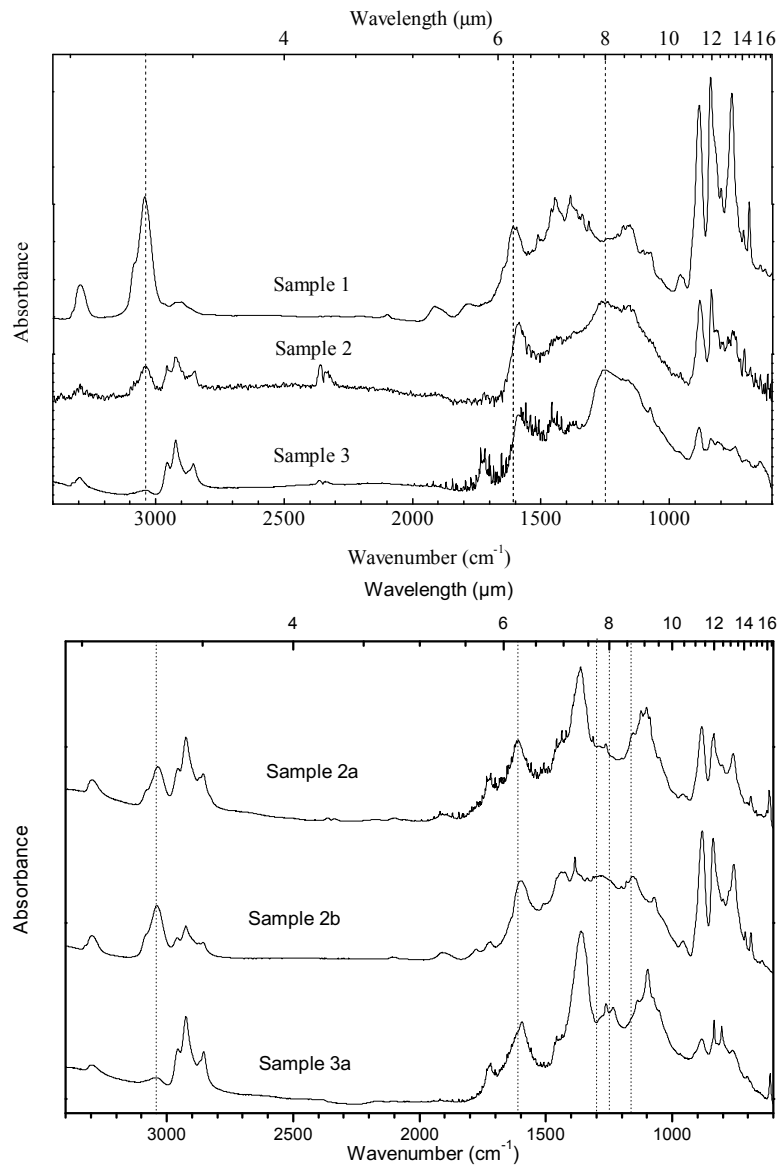 Wavelength (µm)
4 6 8 10 12 14 16
Absorbance
Sample 1
Sample 2
Sample 3
3000 2500 2000 1500 1000
Wavenumber (cm-1)
Wavelength (µm)
4 6 8 10 12 14 16
Absorbance
Sample 2a
Sample 2b
Sample 3a
3000 2500 2000 1500 1000
Wavenumber (cm-1)